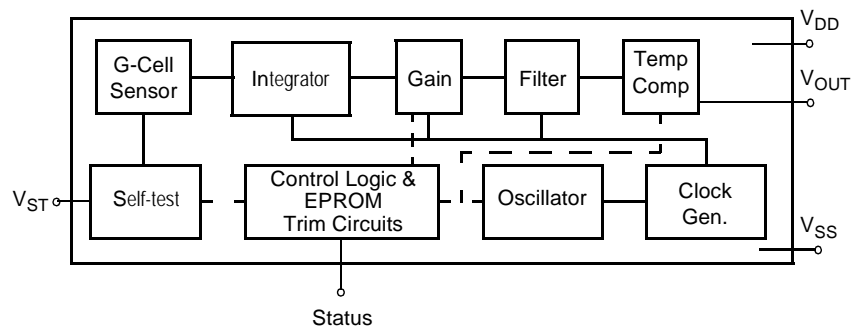 V_DD
G-Cell
Sensor
Integrator
Gain
Filter
Temp
Comp
V_OUT
V_ST
Self-test
Control Logic &
EPROM
Trim Circuits
Oscillator
Clock
Gen.
V_SS
Status